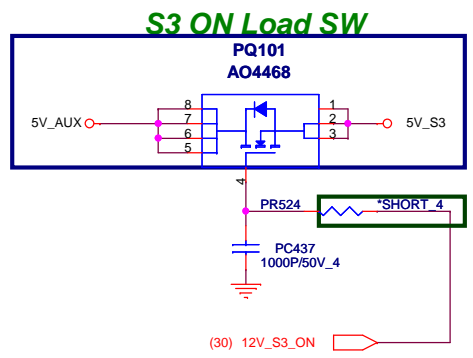 S3 ON Load SW
PQ101
AO4468
5V_AUX
8
7
6
5
1
2
3
5V_S3
4
PR524
*SHORT_4
PC437
1000P/50V_4
(30) 12V_S3_ON